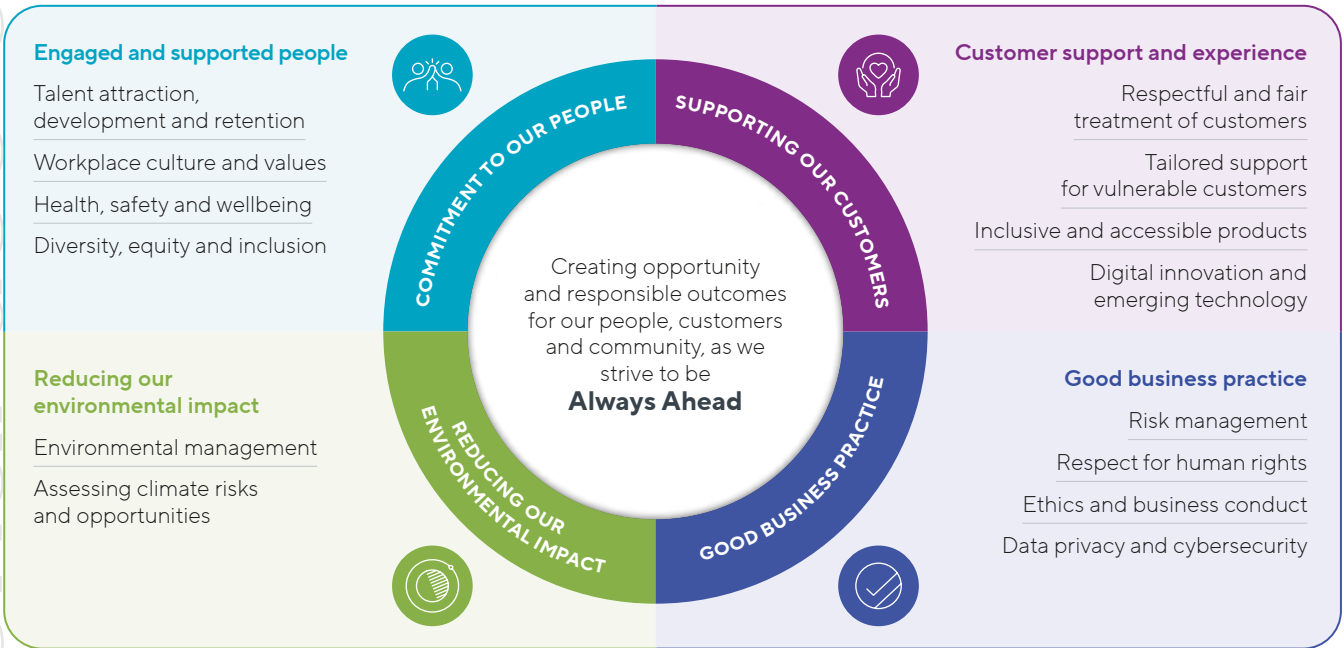 Engaged and supported people
Talent attraction,
development and retention
Workplace culture and values
Health, safety and wellbeing
Diversity, equity and inclusion
Customer support and experience
Respectful and fair
treatment of customers
Tailored support
for vulnerable customers
Inclusive and accessible products
Digital innovation and
emerging technology
COMMITMENT TO OUR PEOPLE
SUPPORTING OUR CUSTOMERS
Creating opportunity
and responsible outcomes
for our people, customers
and community, as we
strive to be
Always Ahead
REDUCING OUR
ENVIRONMENTAL IMPACT
GOOD BUSINESS PRACTICE
Reducing our
environmental impact
Environmental management
Assessing climate risks
and opportunities
Good business practice
Risk management
Respect for human rights
Ethics and business conduct
Data privacy and cybersecurity